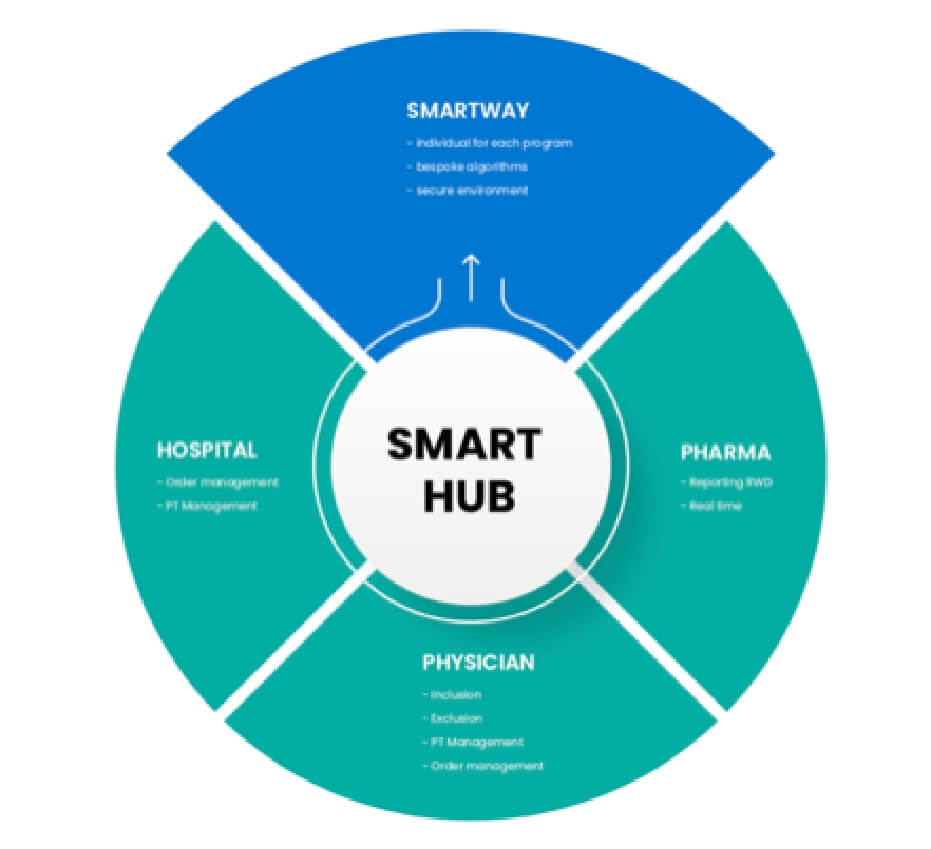 SMARTWAY
- individual for each program
- bespoke algorithms
- secure environment
HOSPITAL
- Order management
- PT Management
SMART
HUB
PHARMA
- Reporting RWD
- Real time
PHYSICIAN
- Inclusion
- Exclusion
- PT Management
- Order management